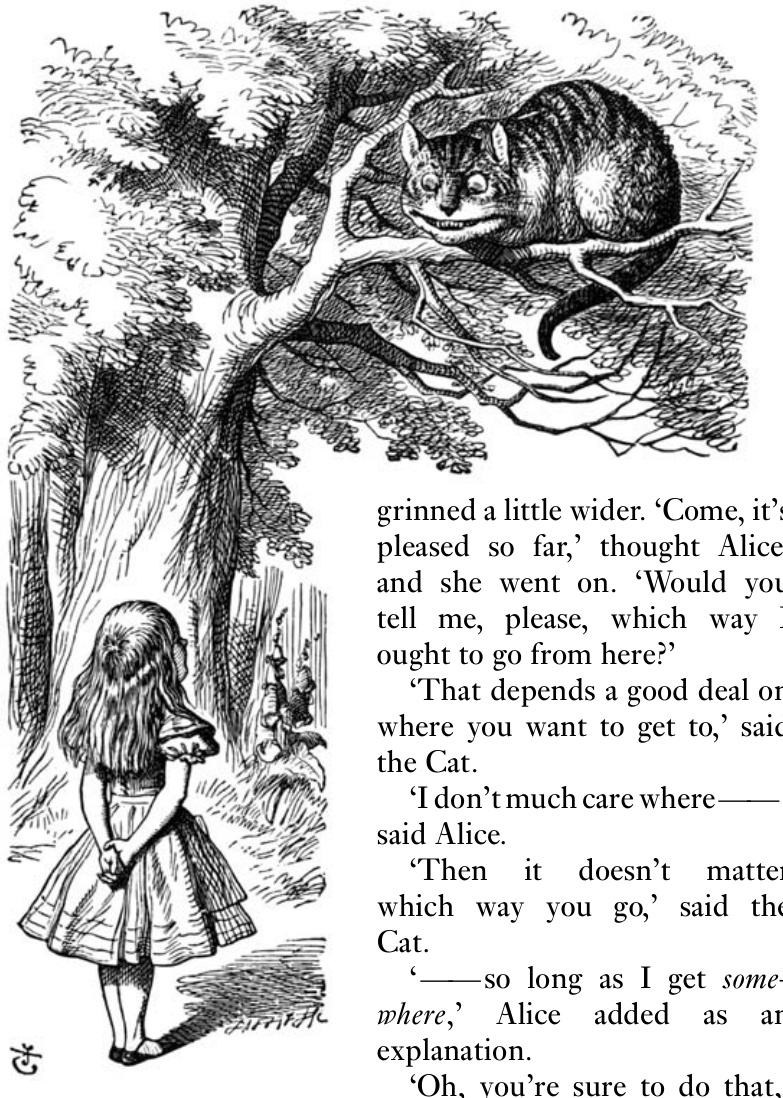 grinned a little wider. ‘Come, it’s
pleased so far,’ thought Alice
and she went on. ‘Would you
tell me, please, which way I
ought to go from here?’
‘That depends a good deal on
where you want to get to,’ said
the Cat.
‘I don’t much care where——
said Alice.
‘Then it doesn’t matter
which way you go,’ said the
Cat.
‘——so long as I get some-
where,’ Alice added as an
explanation.
‘Oh, you’re sure to do that,